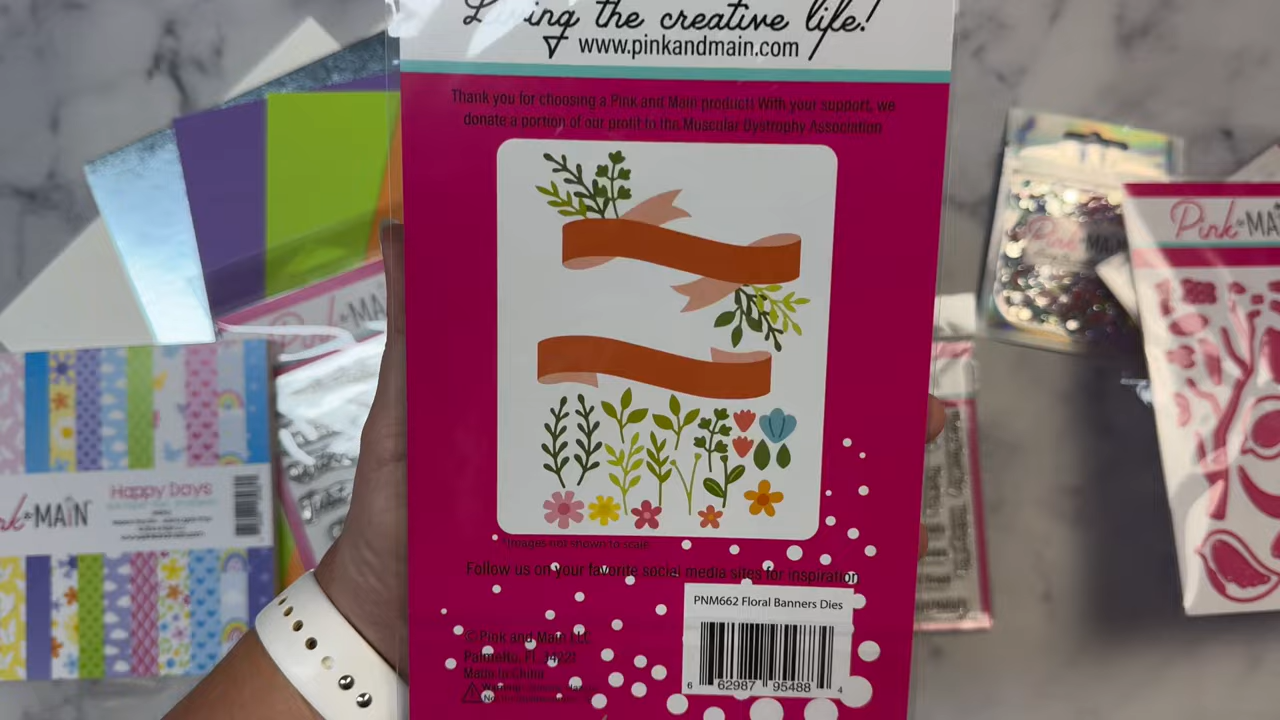 Living the creative life!
www.pinkandmain.com
Thank you for choosing a Pink and Main product! With your support, we
donate a portion of our profit to the Muscular Dystrophy Association
*Images not shown to scale
Follow us on your favorite social media sites for inspiration
PNM662 Floral Banners Dies
6 62987 95488 4
© Pink and Main LLC
Palmetto, FL 34221
Made in China
Warning:
Happy Days
MAiN
Pink & MAiN
Pink & MA